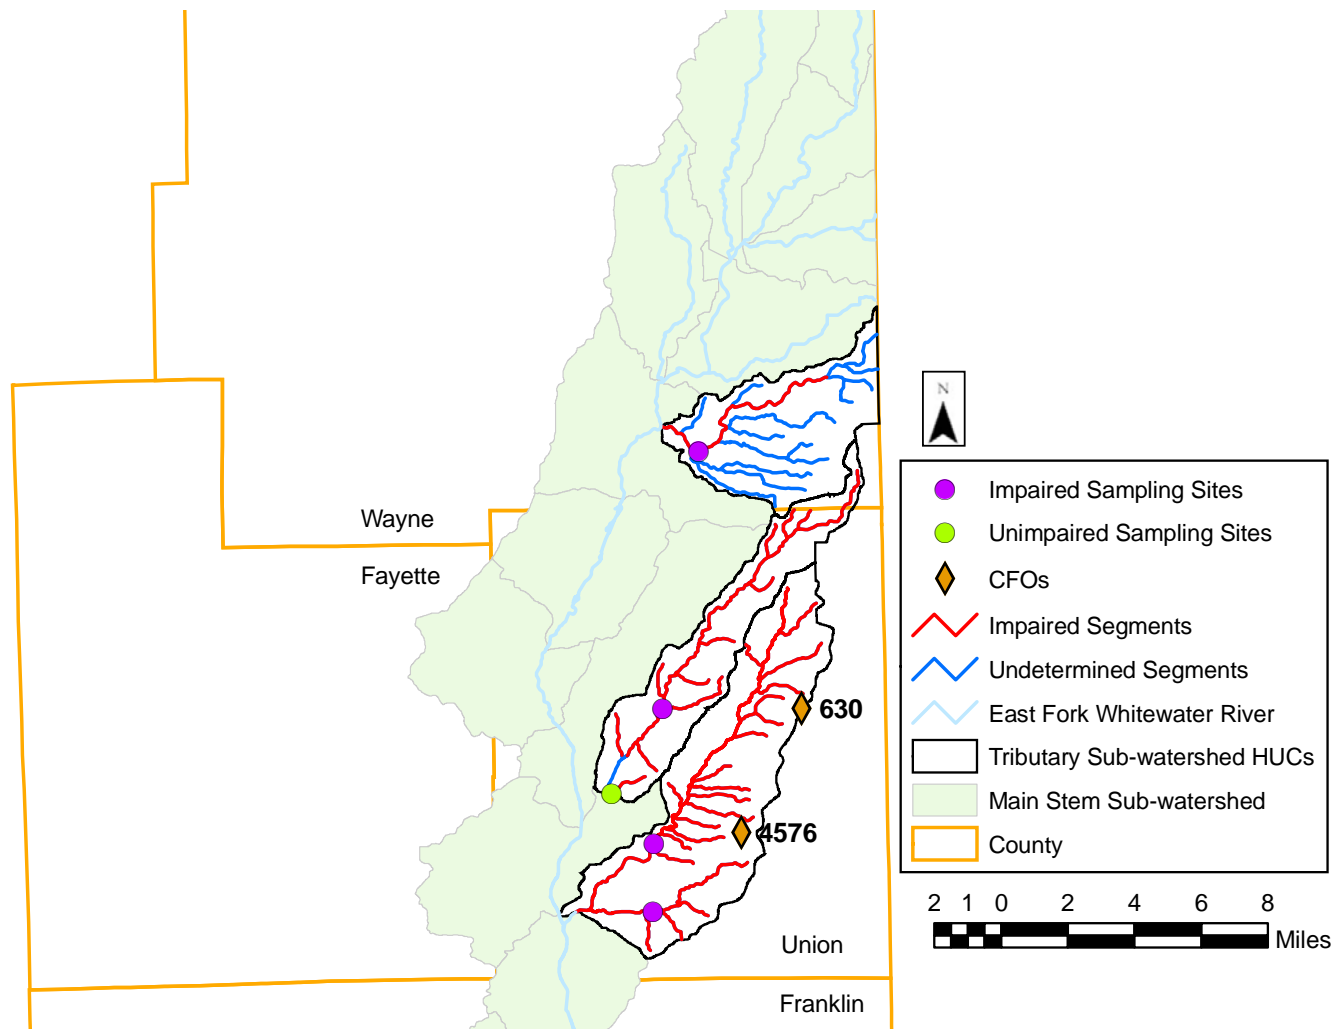 Wayne
Fayette
630
4576
Union
Franklin
N
Impaired Sampling Sites
Unimpaired Sampling Sites
CFOs
Impaired Segments
Undetermined Segments
East Fork Whitewater River
Tributary Sub-watershed HUCs
Main Stem Sub-watershed
County
2 1 0 2 4 6 8
Miles